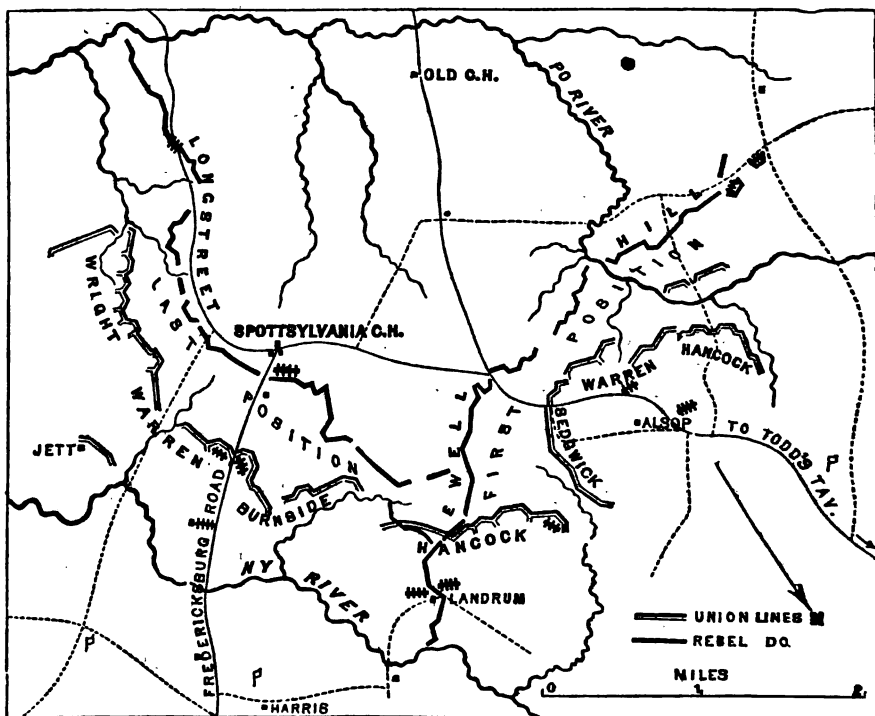 OLD C.H.
PO RIVER
LONGSTREET
HILL
POSITION
WRIGHT
LAST
SPOTTSYLVANIA C.H.
WARREN
HANCOCK
WARREN
POSITION
EWELL
FIRST
POSITION
SEDGWICK
ALSOP
TO TODD'S TAV.
JETT
BURNSIDE
HANCOCK
FREDERICKSBURG ROAD
NY RIVER
LANDRUM
HARRIS
UNION LINES
REBEL DO.
MILES
0 1 2